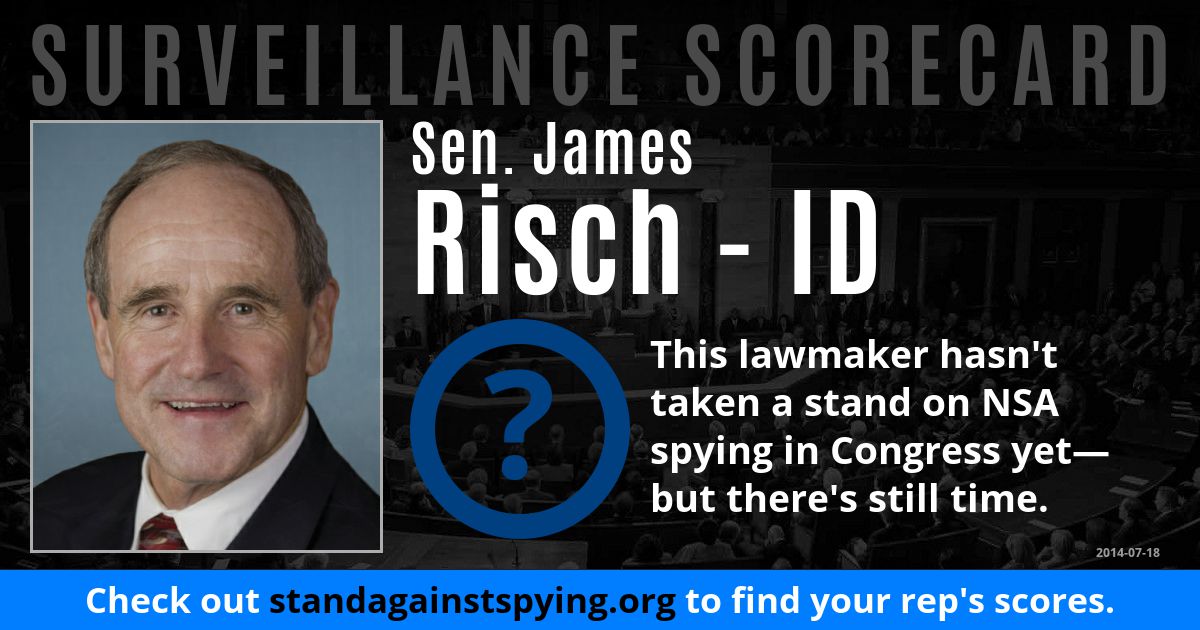 SURVEILLANCE SCORECARD
Sen. James
Risch - ID
?
This lawmaker hasn't
taken a stand on NSA
spying in Congress yet—
but there's still time.
2014-07-18
Check out standagainstspying.org to find your rep's scores.